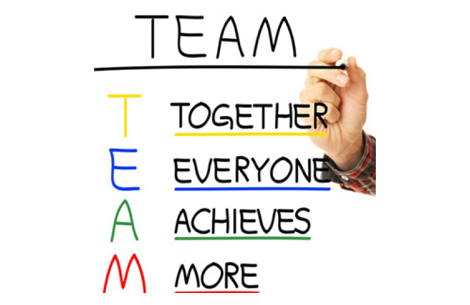 TEAM
T TOGETHER
E EVERYONE
A ACHIEVES
M MORE